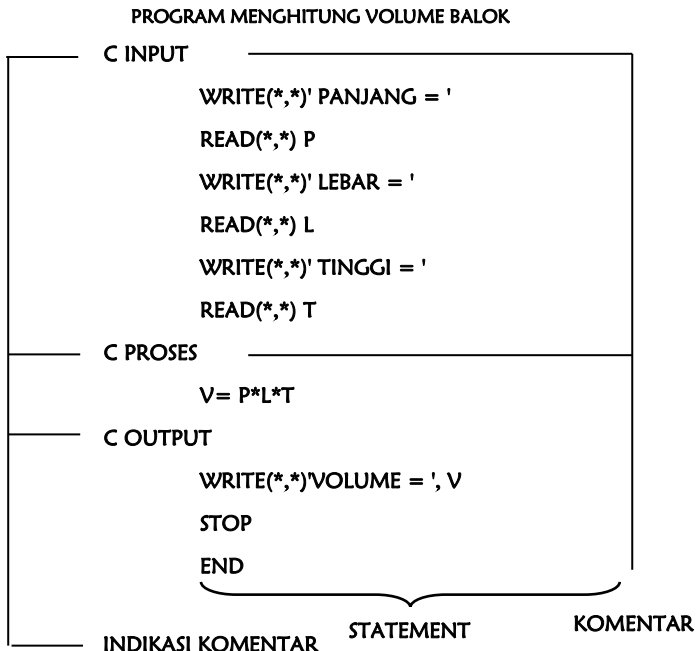 PROGRAM MENGHITUNG VOLUME BALOK
C INPUT
WRITE(*,*)' PANJANG = '
READ(*,*) P
WRITE(*,*)' LEBAR = '
READ(*,*) L
WRITE(*,*)' TINGGI = '
READ(*,*) T
C PROSES
V= P*L*T
C OUTPUT
WRITE(*,*)'VOLUME = ', V
STOP
END
STATEMENT
KOMENTAR
INDIKASI KOMENTAR